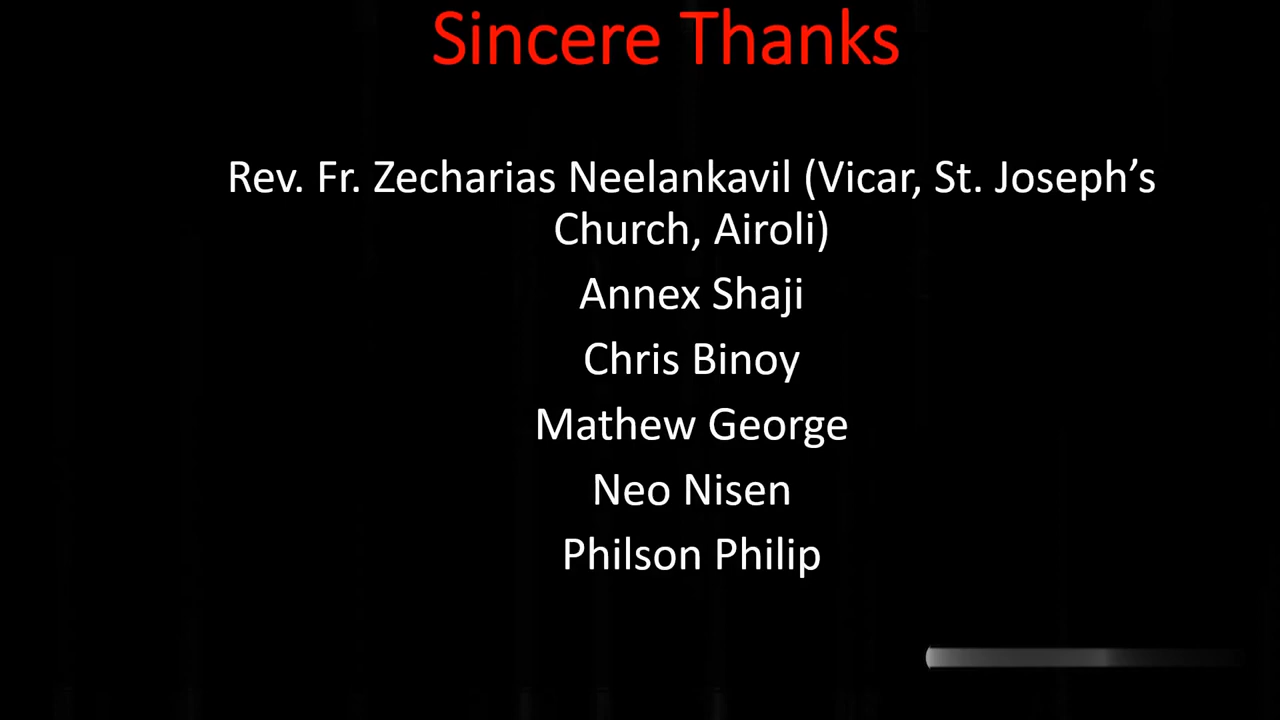 Sincere Thanks
Rev. Fr. Zecharias Neelankavil (Vicar, St. Joseph’s
Church, Airoli)
Annex Shaji
Chris Binoy
Mathew George
Neo Nisen
Philson Philip